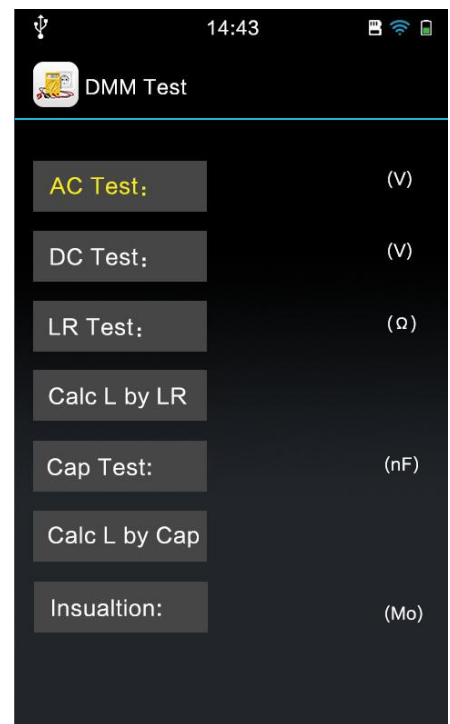 14:43
DMM Test
AC Test： (V)
DC Test： (V)
LR Test： (Ω)
Calc L by LR
Cap Test: (nF)
Calc L by Cap
Insualtion: (Mo)